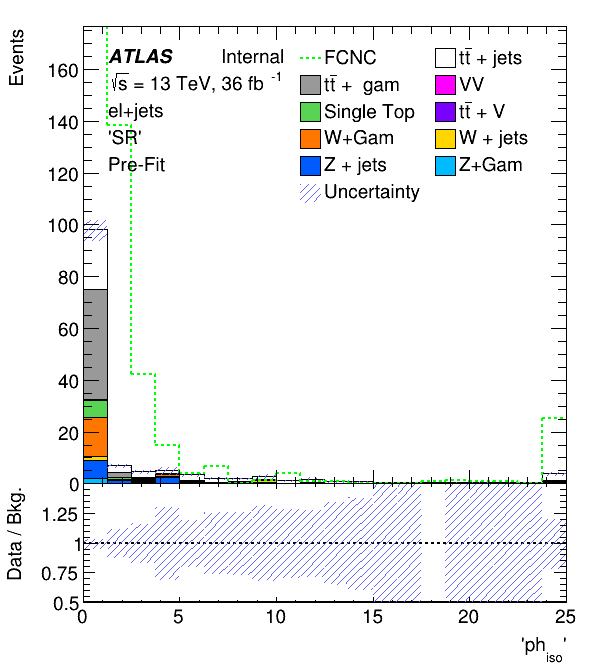 Events
ATLAS Internal
√s = 13 TeV, 36 fb -1
el+jets
'SR'
Pre-Fit
FCNC
tt̄ + jets
tt̄ + gam
VV
Single Top
tt̄ + V
W+Gam
W + jets
Z + jets
Z+Gam
Uncertainty
160
140
120
100
80
60
40
20
0
Data / Bkg.
1.25
1
0.75
0.5
0 5 10 15 20 25
'ph_iso'